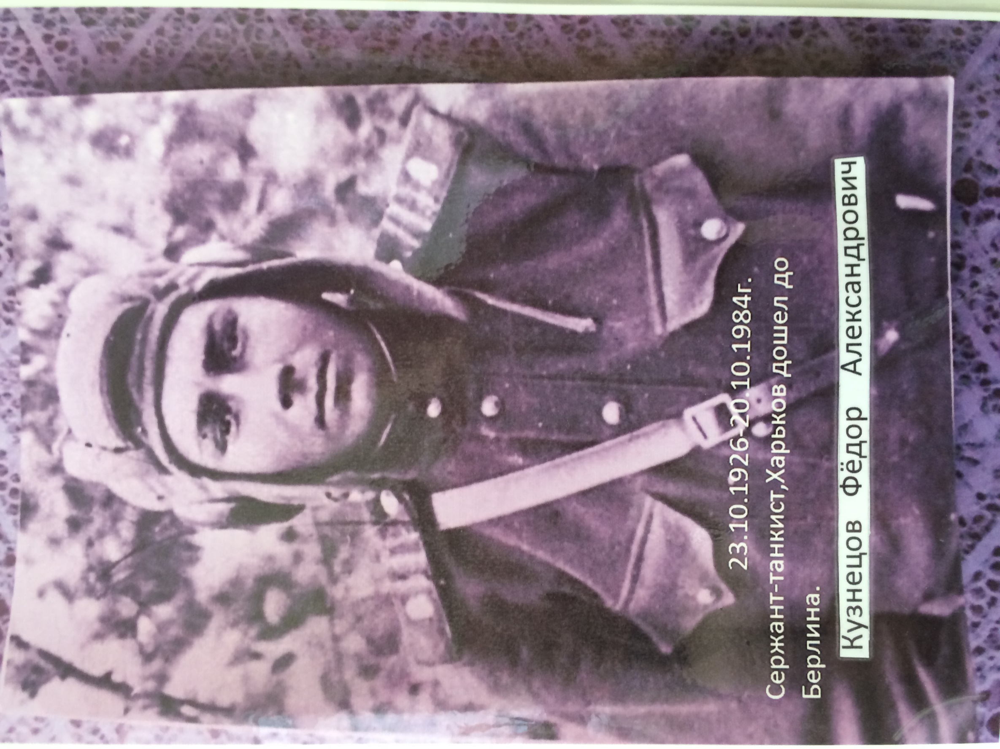 23.10.1926-20.10.1984г.
Сержант-танкист,Харьков дошел до
Берлина.
Кузнецов Фёдор Александрович